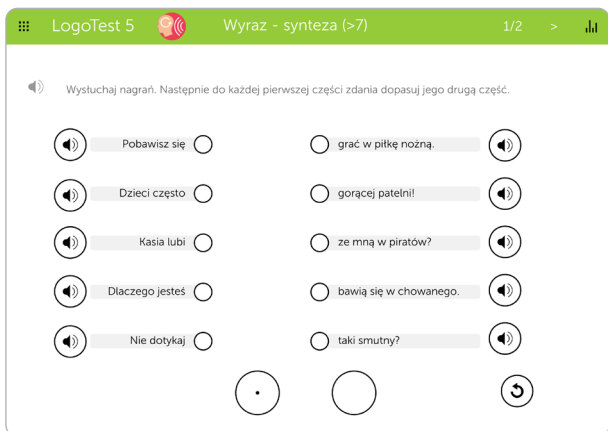 LogoTest 5 Wyraz - synteza (>7) 1/2 >
Wysłuchaj nagrań. Następnie do każdej pierwszej części zdania dopasuj jego drugą część.
Pobawisz się grać w piłkę nożną.
Dzieci często gorącej patelni!
Kasia lubi ze mną w piratów?
Dlaczego jesteś bawią się w chowanego.
Nie dotykaj taki smutny?